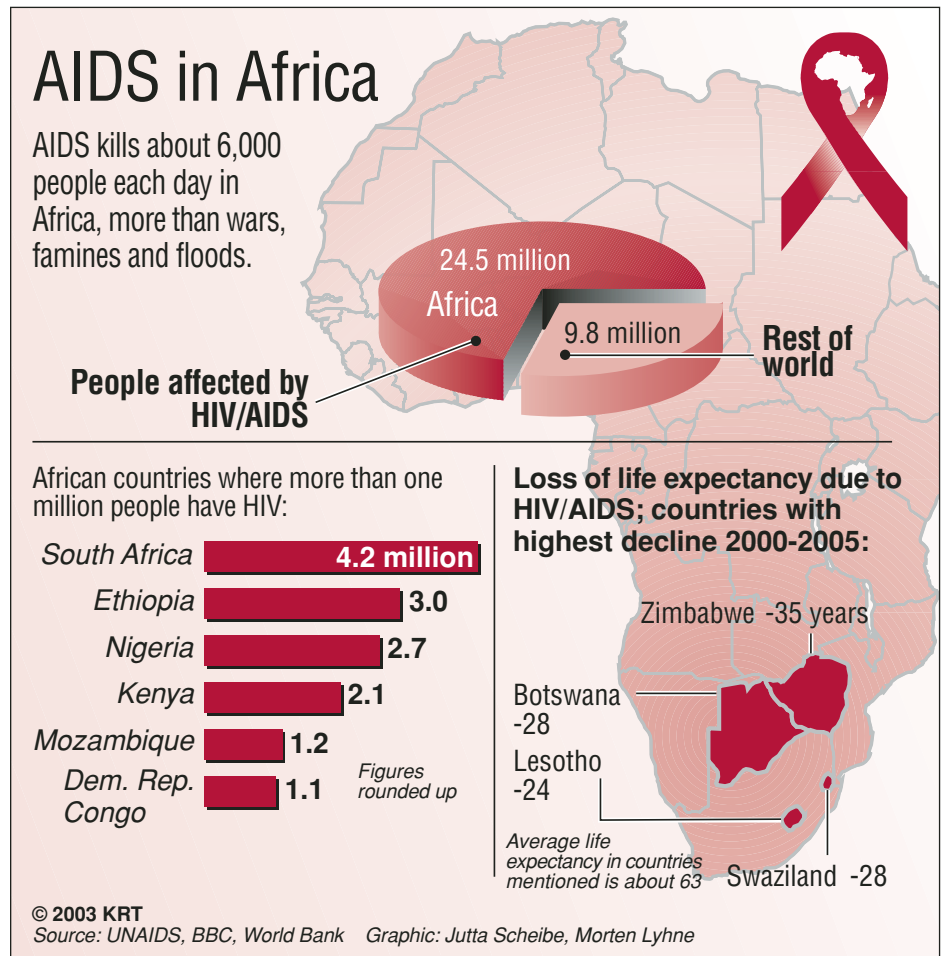 AIDS in Africa
AIDS kills about 6,000
people each day in
Africa, more than wars,
famines and floods.
24.5 million
Africa
9.8 million
Rest of
world
People affected by
HIV/AIDS
African countries where more than one
million people have HIV:
South Africa 4.2 million
Ethiopia 3.0
Nigeria 2.7
Kenya 2.1
Mozambique 1.2
Dem. Rep.
Congo 1.1
Figures
rounded up
Loss of life expectancy due to
HIV/AIDS; countries with
highest decline 2000-2005:
Zimbabwe -35 years
Botswana
-28
Lesotho
-24
Swaziland -28
Average life
expectancy in countries
mentioned is about 63
© 2003 KRT
Source: UNAIDS, BBC, World Bank Graphic: Jutta Scheibe, Morten Lyhne